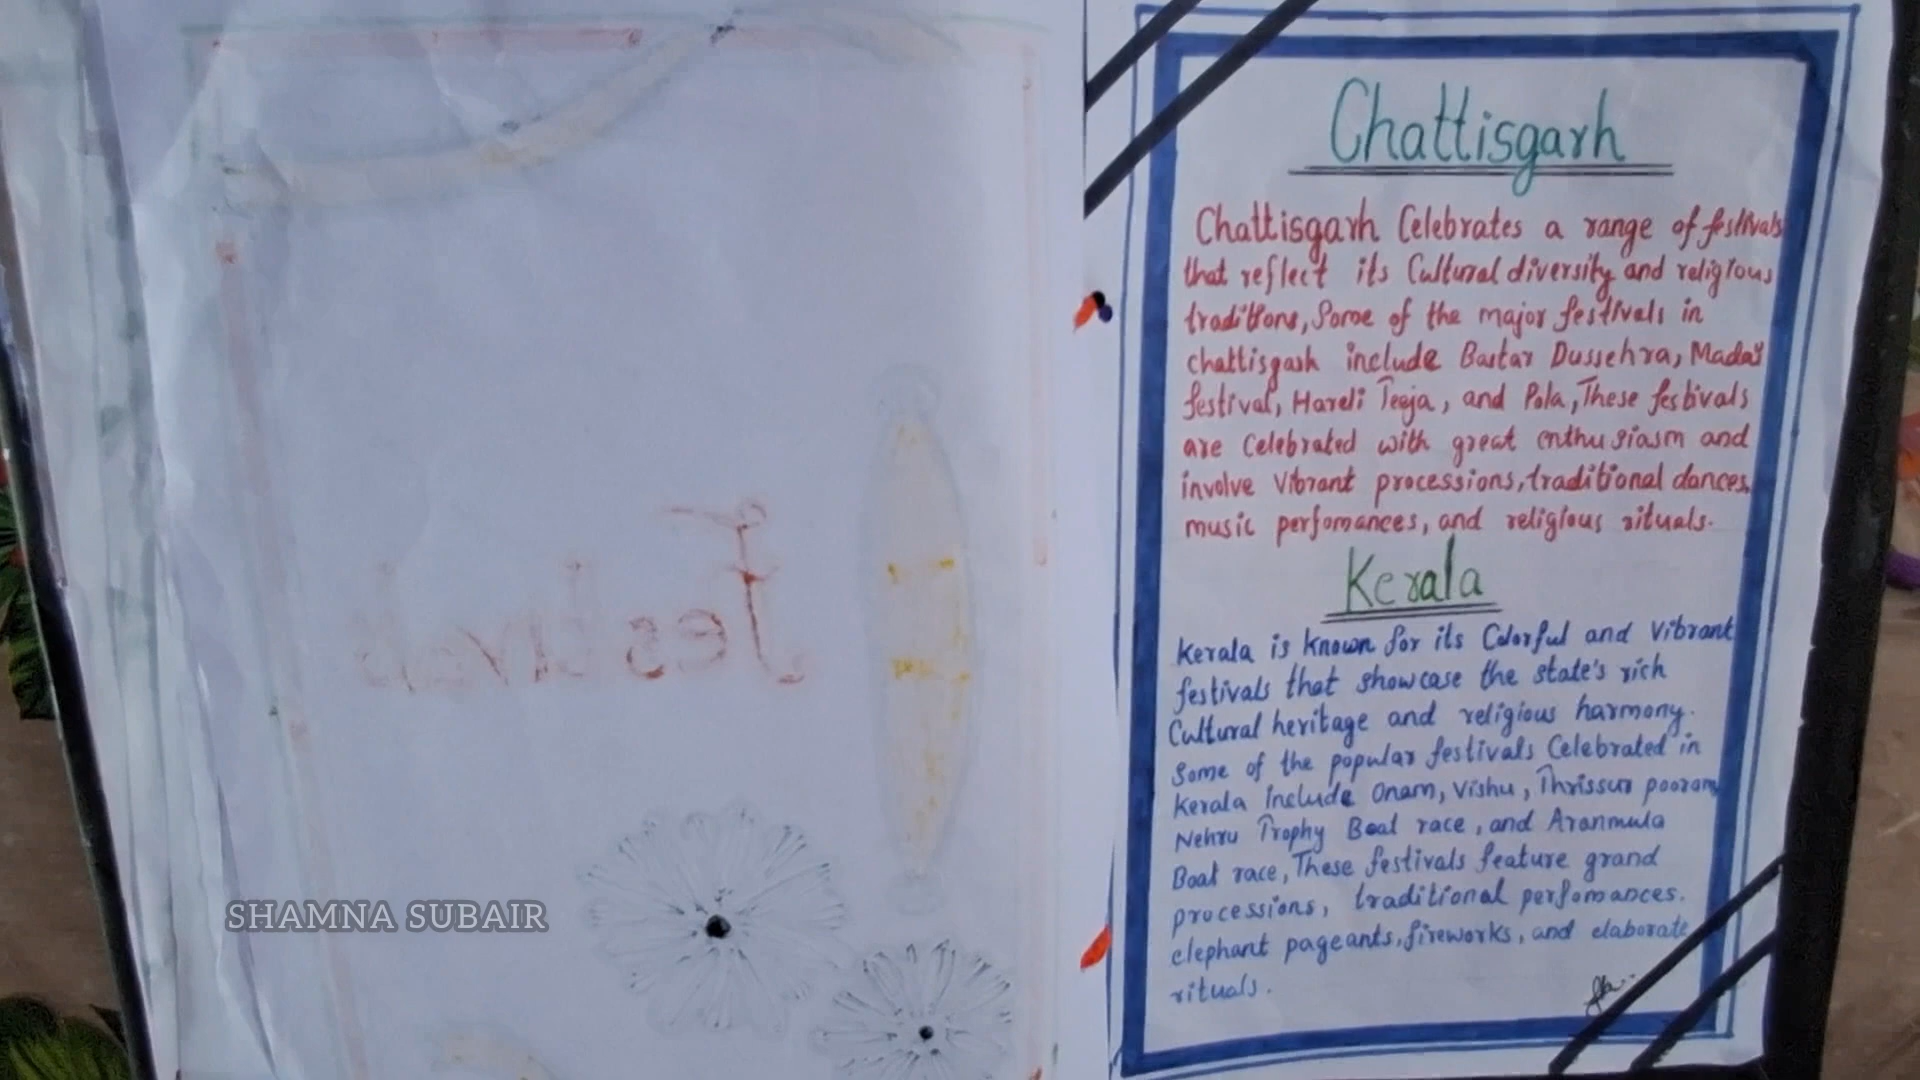 Festivals
SHAMNA SUBAIR
Chattisgarh
Chattisgarh Celebrates a range of festivals
that reflect its Cultural diversity and religious
traditions, Some of the major festivals in
chattisgarh include Bastar Dussehra, Madai
festival, Hareli Teeja, and Pola, These festivals
are Celebrated with great enthusiasm and
involve Vibrant processions, traditional dances,
music perfomances, and religious rituals.
Kerala
Kerala is known for its Colorful and Vibrant
festivals that showcase the state's rich
Cultural heritage and religious harmony.
Some of the popular festivals Celebrated in
Kerala include Onam, Vishu, Thrissur pooram,
Nehru Trophy Boat race, and Aranmula
Boat race, These festivals feature grand
processions, traditional perfomances.
elephant pageants, fireworks, and elaborate
rituals.